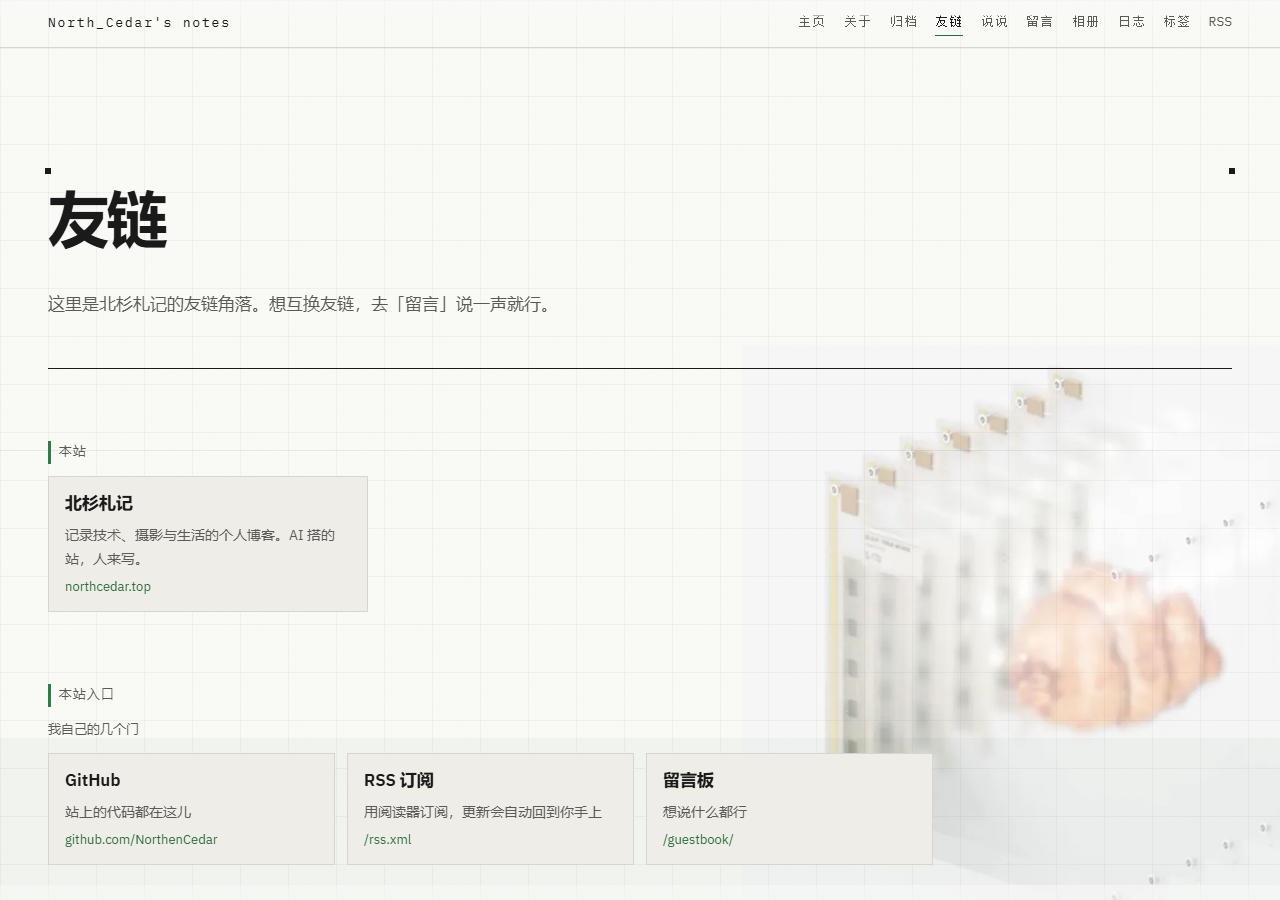 North_Cedar's notes
主页 关于 归档 友链 说说 留言 相册 日志 标签 RSS
友链
这里是北杉札记的友链角落。想互换友链，去「留言」说一声就行。
本站
北杉札记
记录技术、摄影与生活的个人博客。AI 搭的
站，人来写。
northcedar.top
本站入口
我自己的几个门
GitHub
站上的代码都在这儿
github.com/NorthenCedar
RSS 订阅
用阅读器订阅，更新会自动回到你手上
/rss.xml
留言板
想说什么都行
/guestbook/